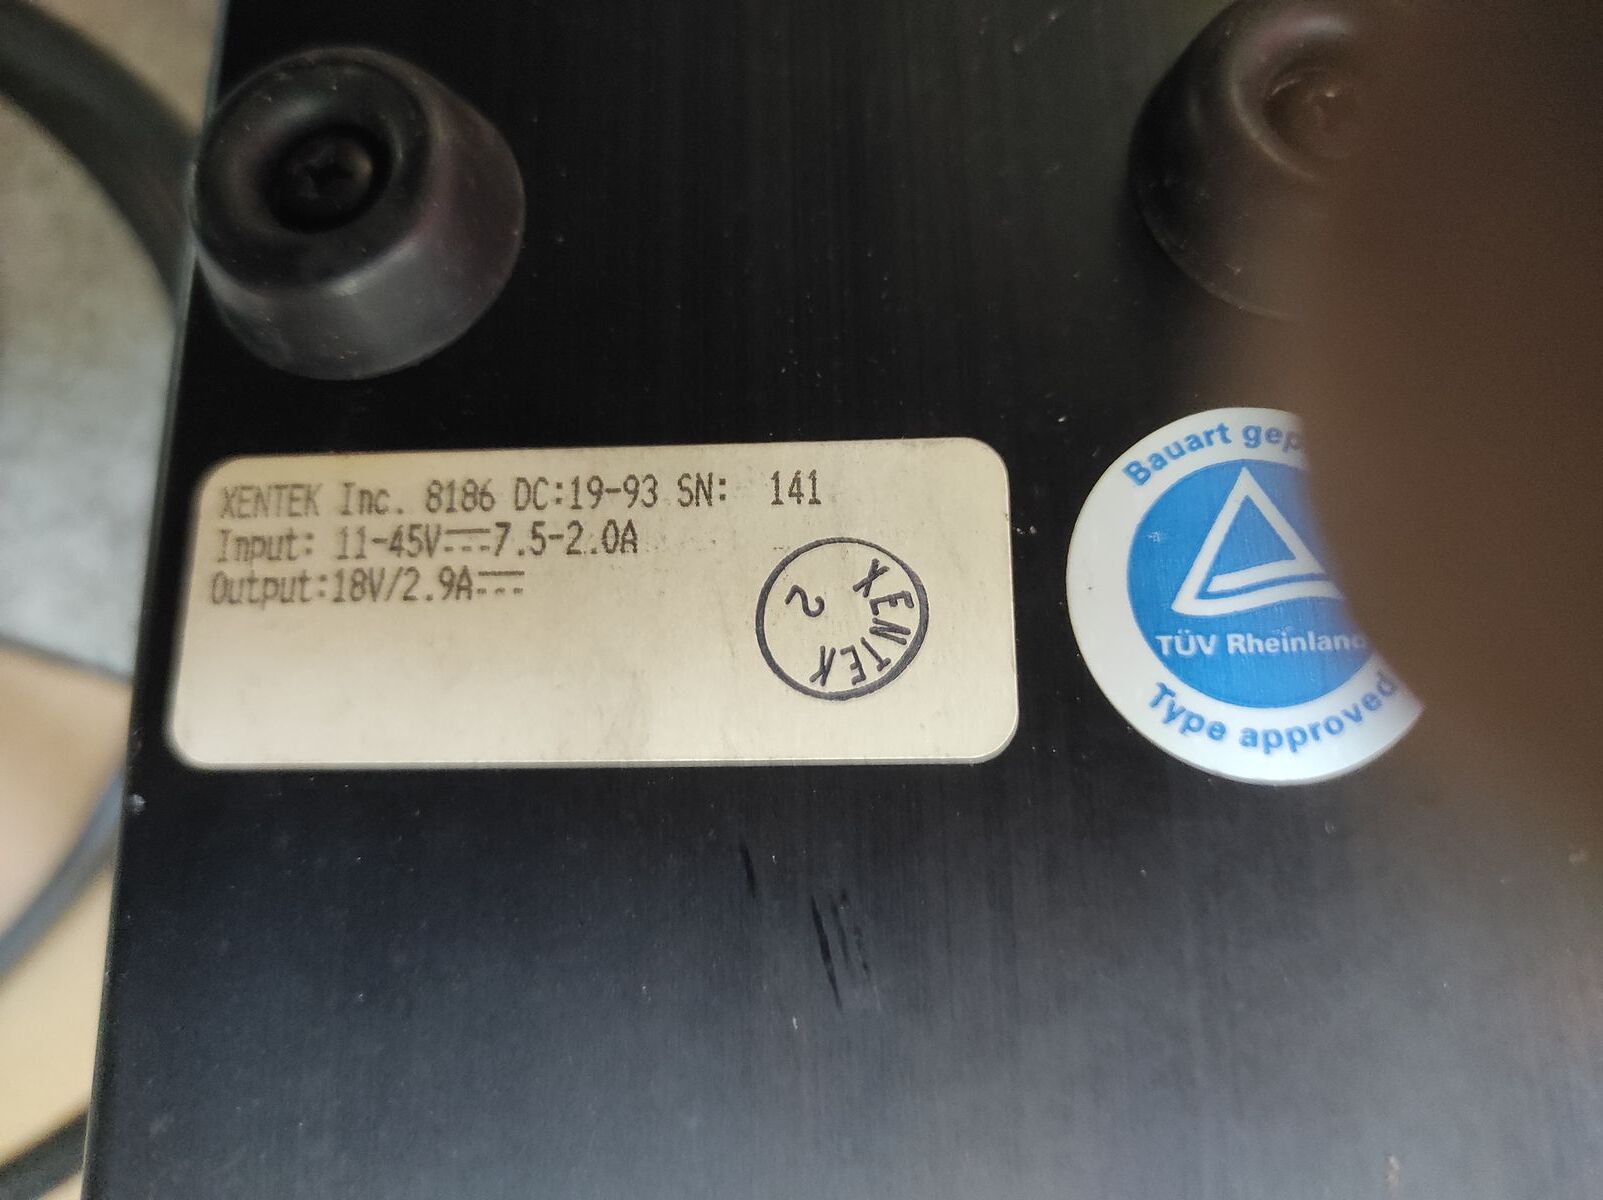 XENTEK Inc. 8186 DC:19-93 SN: 141
Input: 11-45V⎓7.5-2.0A
Output:18V/2.9A⎓
XENTEK
2
Bauart
TÜV Rheinland
Type approved